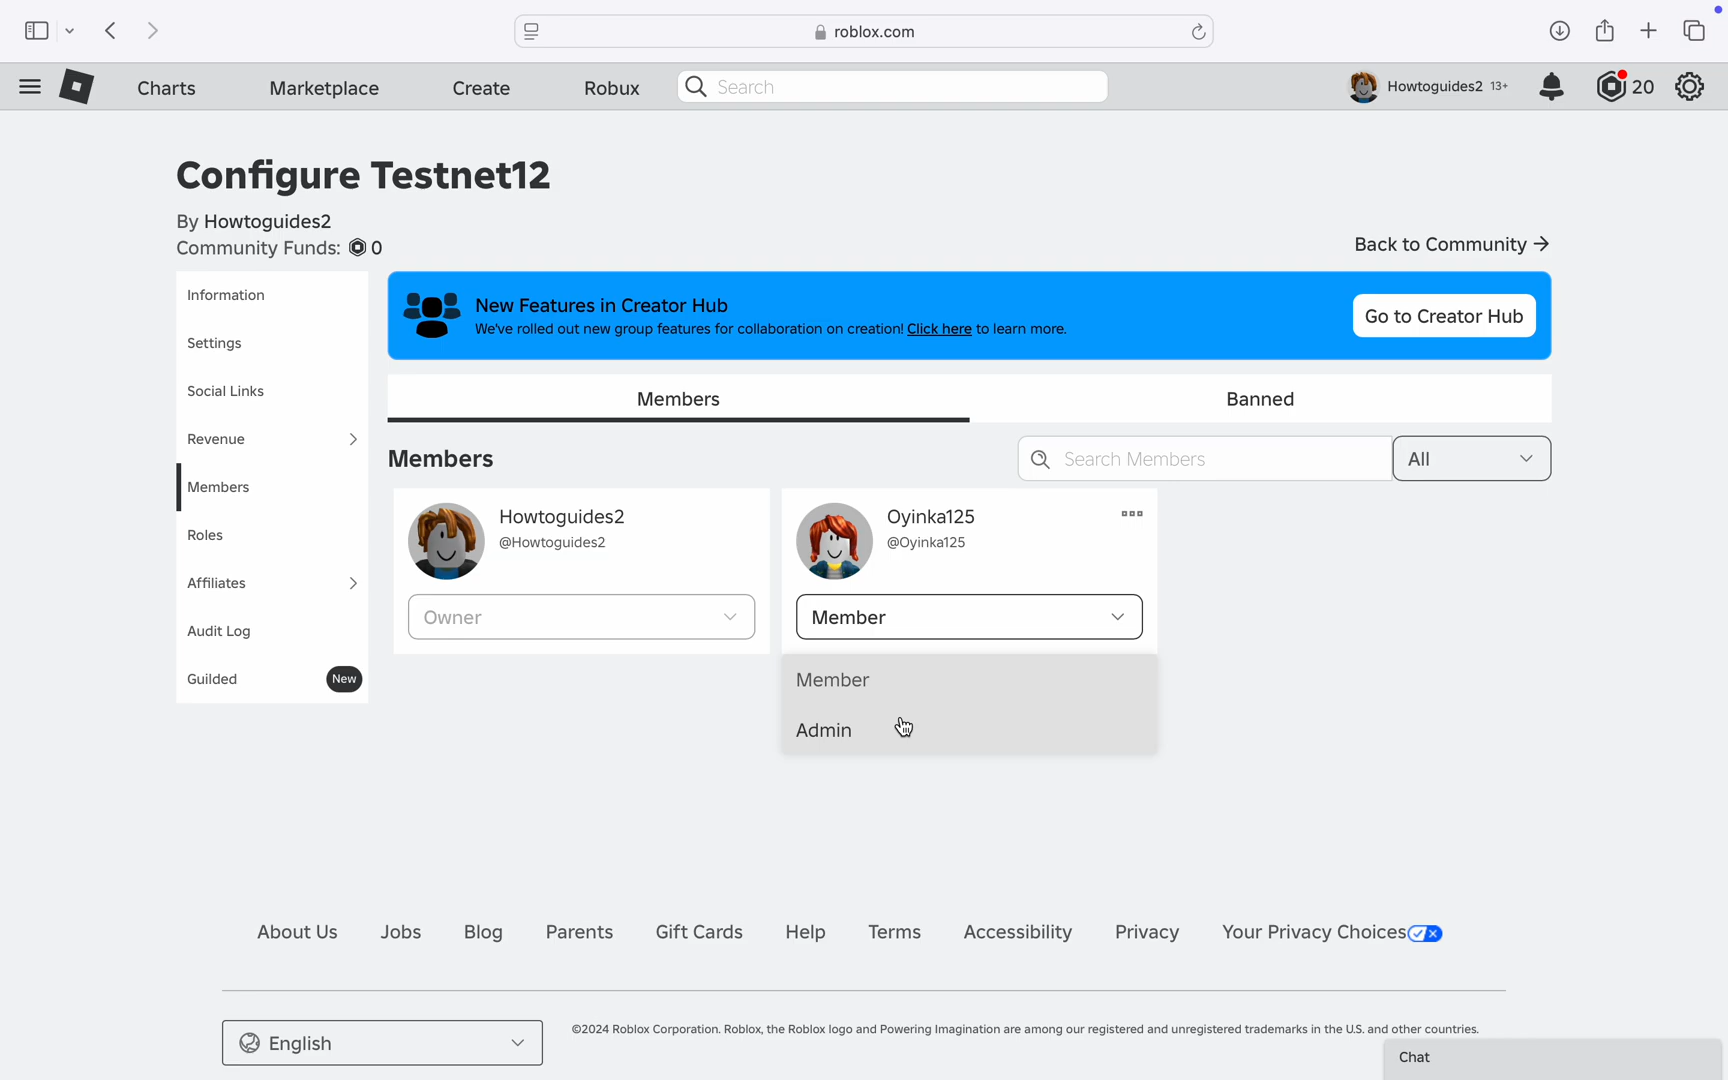 roblox.com
Charts
Marketplace
Create
Robux
Search
Howtoguides2 13+
20
Configure Testnet12
By Howtoguides2
Community Funds: 0
Back to Community →
Information
Settings
Social Links
Revenue
Members
Roles
Affiliates
Audit Log
Guilded New
New Features in Creator Hub
We've rolled out new group features for collaboration on creation! Click here to learn more.
Go to Creator Hub
Members
Banned
Members
Search Members
All
Howtoguides2
@Howtoguides2
Owner
Oyinka125
@Oyinka125
Member
Member
Admin
About Us
Jobs
Blog
Parents
Gift Cards
Help
Terms
Accessibility
Privacy
Your Privacy Choices
English
©2024 Roblox Corporation. Roblox, the Roblox logo and Powering Imagination are among our registered and unregistered trademarks in the U.S. and other countries.
Chat